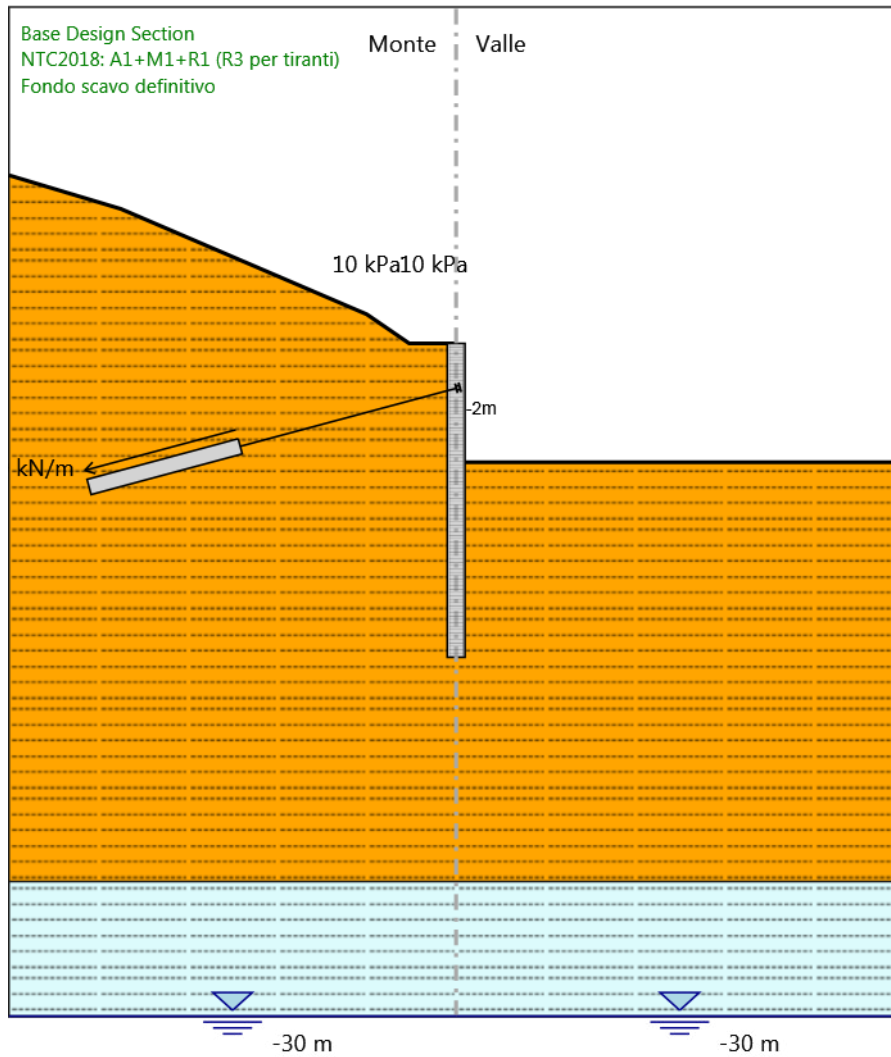 Base Design Section
NTC2018: A1+M1+R1 (R3 per tiranti)
Fondo scavo definitivo
Monte
Valle
10 kPa10 kPa
-2m
kN/m
-30 m
-30 m